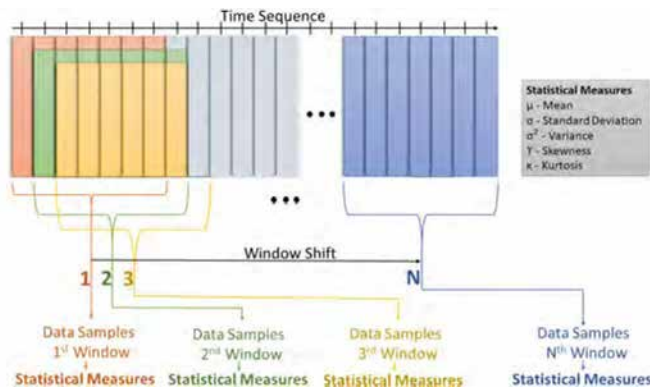 Time Sequence
Statistical Measures
μ - Mean
σ - Standard Deviation
σ² - Variance
ϒ - Skewness
κ - Kurtosis
Window Shift
1 2 3 N
Data Samples
1st Window
Statistical Measures
Data Samples
2nd Window
Statistical Measures
Data Samples
3rd Window
Statistical Measures
Data Samples
Nth Window
Statistical Measures